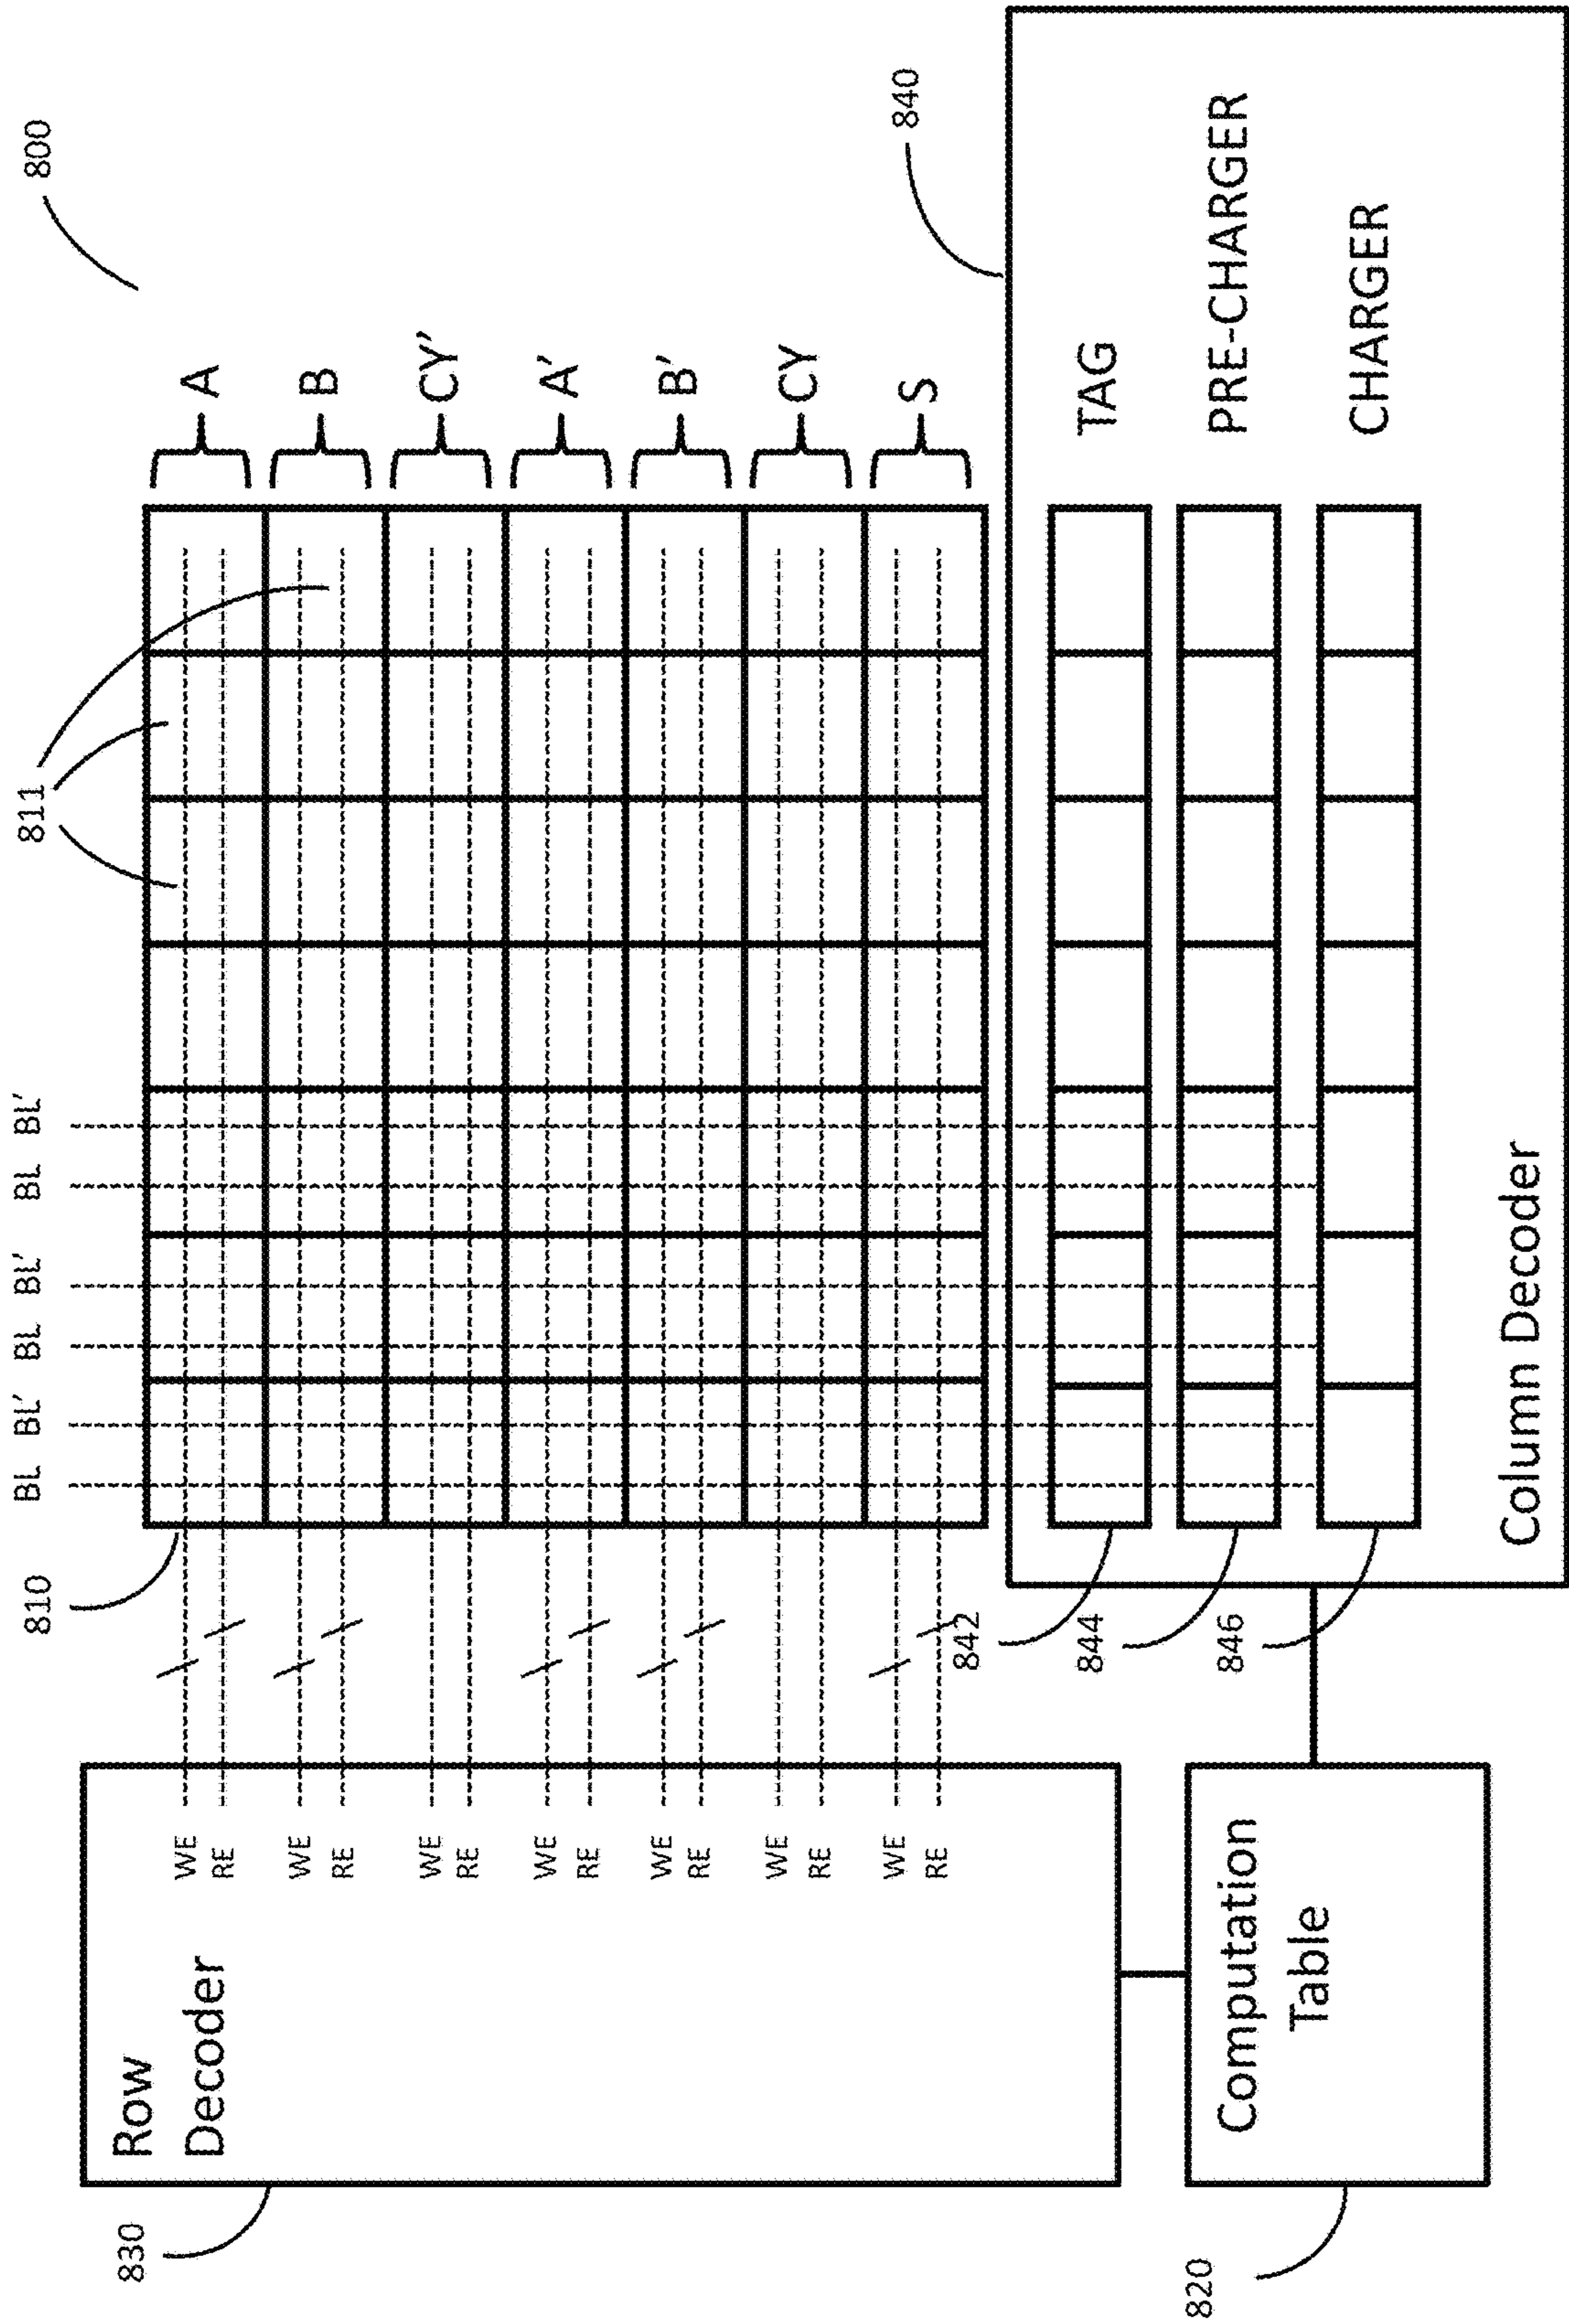 800
811
BL BL' BL BL' BL BL'
810
A
B
CY'
A'
B'
CY
S
830
Row
Decoder
WE
RE
WE
RE
WE
RE
WE
RE
WE
RE
WE
RE
WE
RE
840
842
TAG
844
PRE-CHARGER
846
CHARGER
Column Decoder
820
Computation
Table